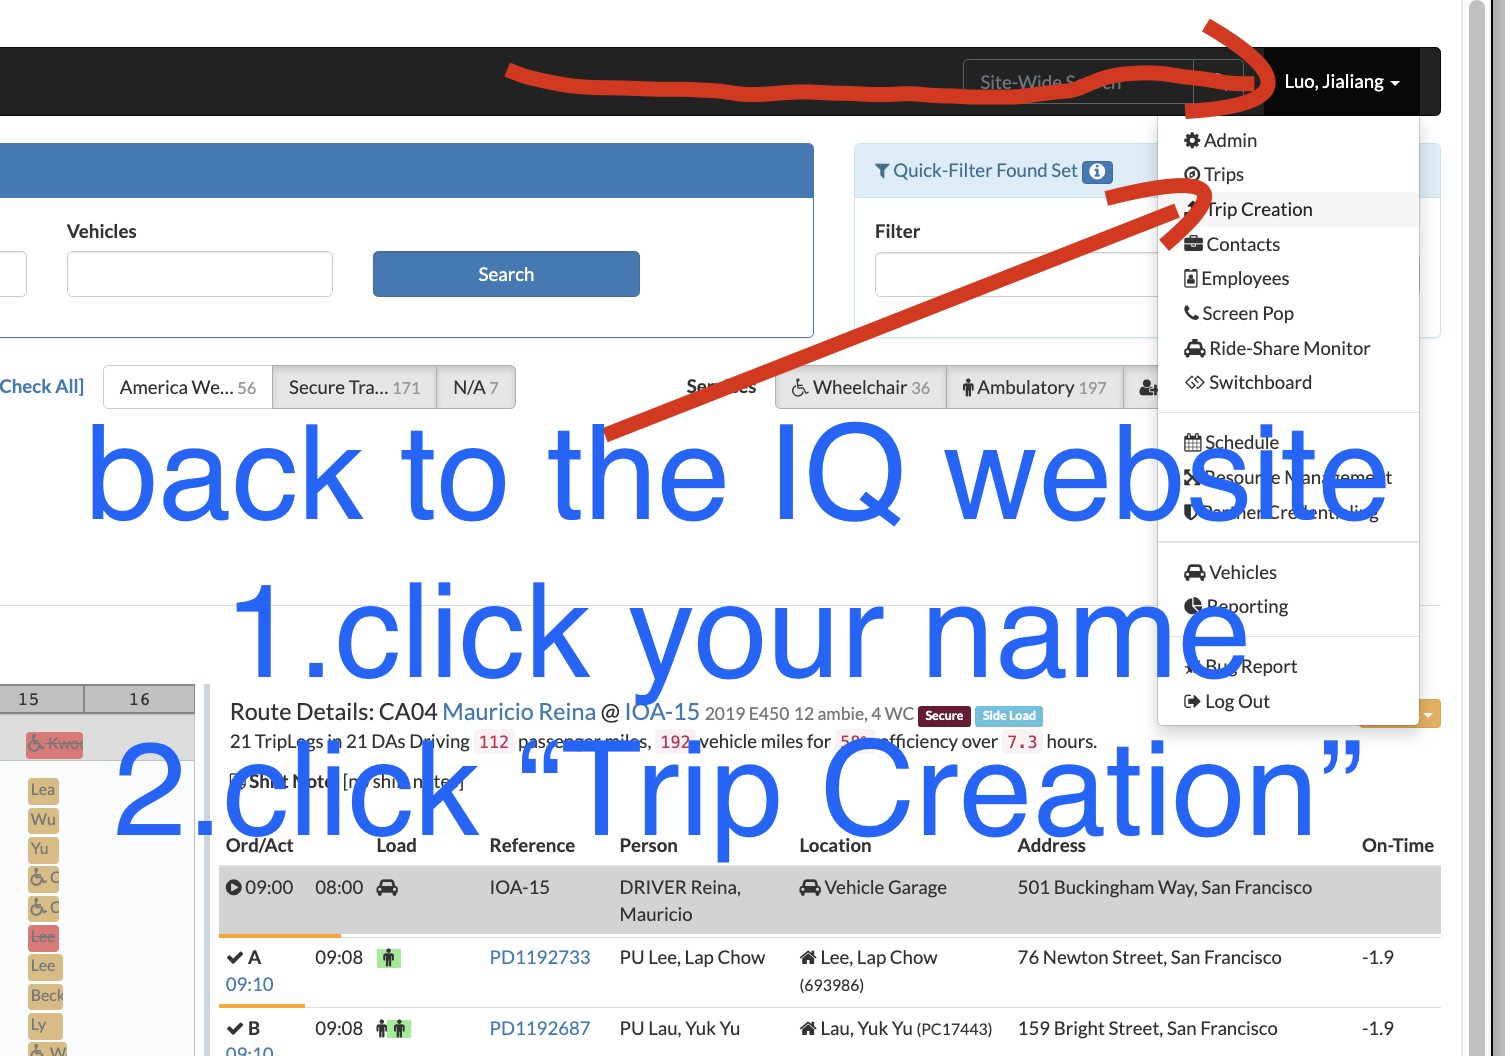 Site-Wide Search
Luo, Jialiang
Admin
Trips
Trip Creation
Contacts
Employees
Screen Pop
Ride-Share Monitor
Switchboard
Schedule
Resource Management
Partner Credentialing
Vehicles
Reporting
Bug Report
Log Out
Quick-Filter Found Set
Vehicles
Filter
Search
Check All]
America We... 56
Secure Tra... 171
N/A 7
Services
Wheelchair 36
Ambulatory 197
back to the IQ website
1.click your name
2.click “Trip Creation”
15 16
Lea
Wu
Yu
Lee
Lee
Beck
Ly
Route Details: CA04 Mauricio Reina @ IOA-15 2019 E450 12 ambie, 4 WC Secure Side Load
21 TripLegs in 21 DAs Driving 112 passenger miles, 192 vehicle miles for 58% efficiency over 7.3 hours.
Shift Note [no shift notes]
Ord/Act Load Reference Person Location Address On-Time
09:00 08:00 IOA-15 DRIVER Reina, Mauricio Vehicle Garage 501 Buckingham Way, San Francisco
A 09:10 09:08 PD1192733 PU Lee, Lap Chow Lee, Lap Chow (693986) 76 Newton Street, San Francisco -1.9
B 09:10 09:08 PD1192687 PU Lau, Yuk Yu Lau, Yuk Yu (PC17443) 159 Bright Street, San Francisco -1.9